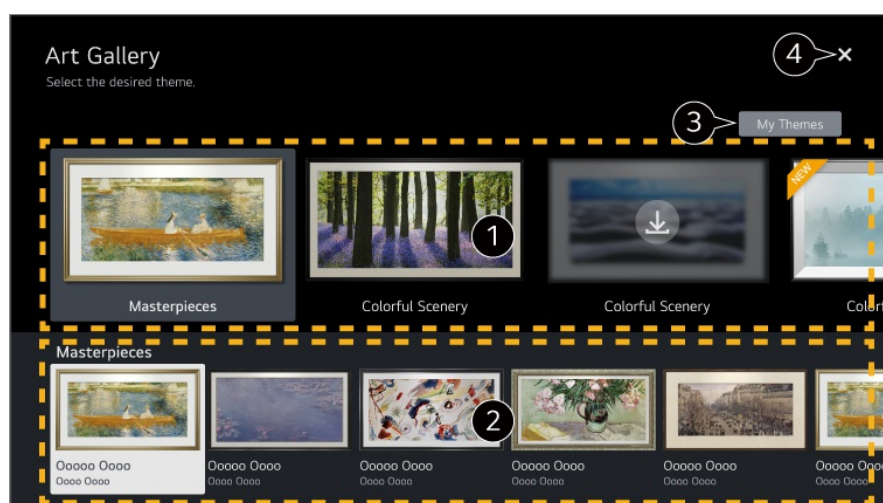 Art Gallery
Select the desired theme.
4
3
My Themes
NEW
1
Masterpieces
Colorful Scenery
Colorful Scenery
Masterpieces
2
Ooooo Oooo
Ooooo Oooo
Ooooo Oooo
Ooooo Oooo
Ooooo Oooo
Oooo Oooo
Oooo Oooo
Oooo Oooo
Oooo Oooo
Oooo Oooo
Oooo Oooo